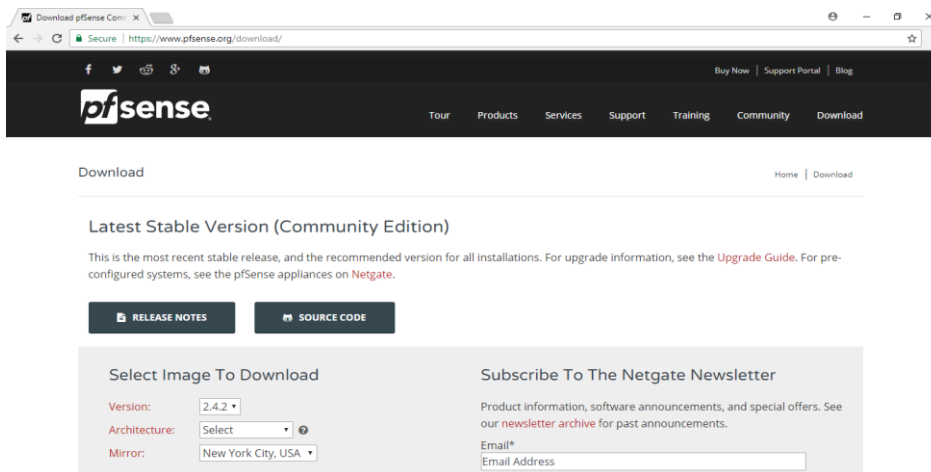 Download pfSense Com
Secure | https://www.pfsense.org/download/
Buy Now | Support Portal | Blog
pfsense
Tour Products Services Support Training Community Download
Download
Home | Download
Latest Stable Version (Community Edition)
This is the most recent stable release, and the recommended version for all installations. For upgrade information, see the Upgrade Guide. For pre-
configured systems, see the pfSense appliances on Netgate.
RELEASE NOTES
SOURCE CODE
Select Image To Download
Version: 2.4.2
Architecture: Select
Mirror: New York City, USA
Subscribe To The Netgate Newsletter
Product information, software announcements, and special offers. See
our newsletter archive for past announcements.
Email*
Email Address